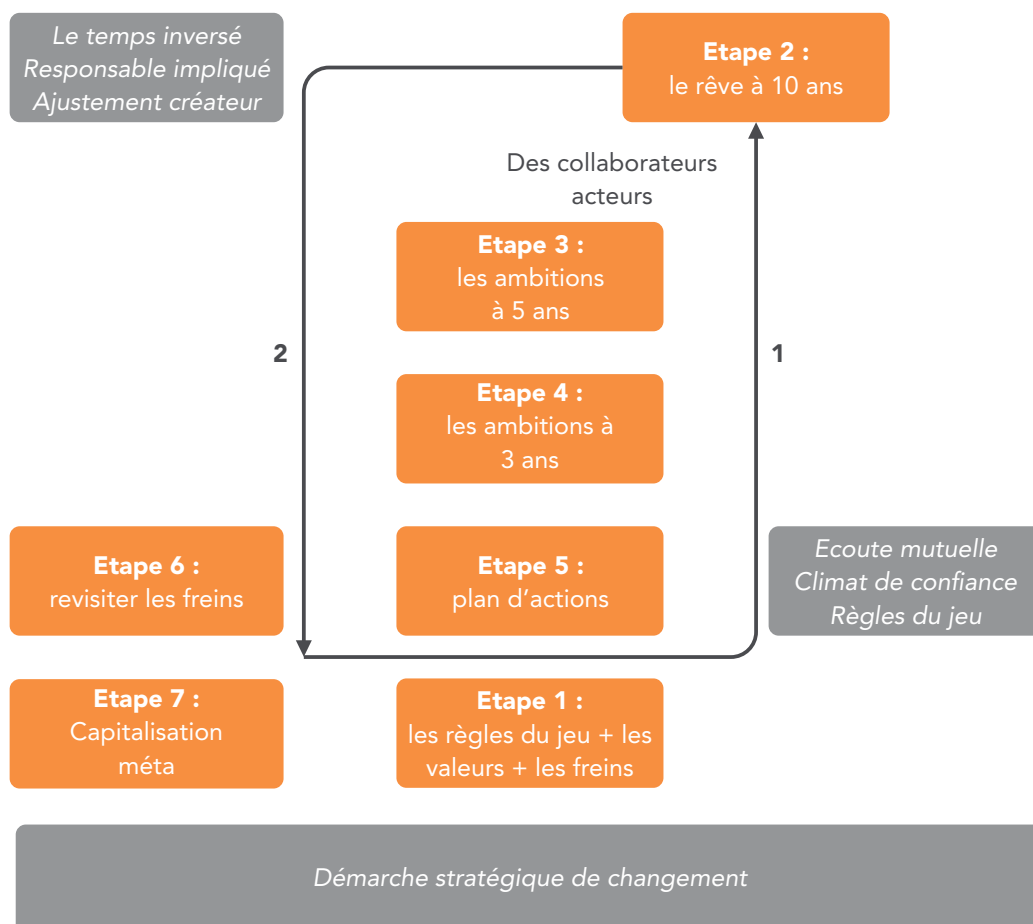 Le temps inversé
Responsable impliqué
Ajustement créateur
Etape 2 :
le rêve à 10 ans
Des collaborateurs
acteurs
Etape 3 :
les ambitions
à 5 ans
2
1
Etape 4 :
les ambitions à
3 ans
Etape 6 :
revisiter les freins
Etape 5 :
plan d’actions
Ecoute mutuelle
Climat de confiance
Règles du jeu
Etape 7 :
Capitalisation
méta
Etape 1 :
les règles du jeu + les
valeurs + les freins
Démarche stratégique de changement